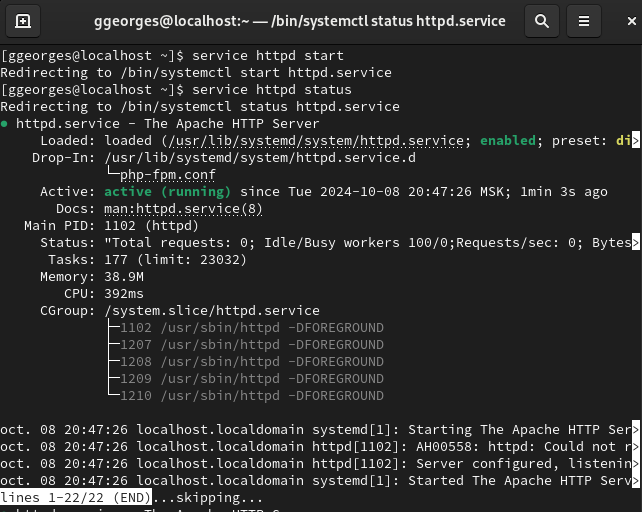 ggeorges@localhost:~ — /bin/systemctl status httpd.service
[ggeorges@localhost ~]$ service httpd start
Redirecting to /bin/systemctl start httpd.service
[ggeorges@localhost ~]$ service httpd status
Redirecting to /bin/systemctl status httpd.service
● httpd.service - The Apache HTTP Server
     Loaded: loaded (/usr/lib/systemd/system/httpd.service; enabled; preset: di>
    Drop-In: /usr/lib/systemd/system/httpd.service.d
             └─php-fpm.conf
     Active: active (running) since Tue 2024-10-08 20:47:26 MSK; 1min 3s ago
       Docs: man:httpd.service(8)
   Main PID: 1102 (httpd)
     Status: "Total requests: 0; Idle/Busy workers 100/0;Requests/sec: 0; Bytes>
      Tasks: 177 (limit: 23032)
     Memory: 38.9M
        CPU: 392ms
     CGroup: /system.slice/httpd.service
             ├─1102 /usr/sbin/httpd -DFOREGROUND
             ├─1207 /usr/sbin/httpd -DFOREGROUND
             ├─1208 /usr/sbin/httpd -DFOREGROUND
             ├─1209 /usr/sbin/httpd -DFOREGROUND
             └─1210 /usr/sbin/httpd -DFOREGROUND
oct. 08 20:47:26 localhost.localdomain systemd[1]: Starting The Apache HTTP Ser>
oct. 08 20:47:26 localhost.localdomain httpd[1102]: AH00558: httpd: Could not r>
oct. 08 20:47:26 localhost.localdomain httpd[1102]: Server configured, listenin>
oct. 08 20:47:26 localhost.localdomain systemd[1]: Started The Apache HTTP Serv>
lines 1-22/22 (END)...skipping...